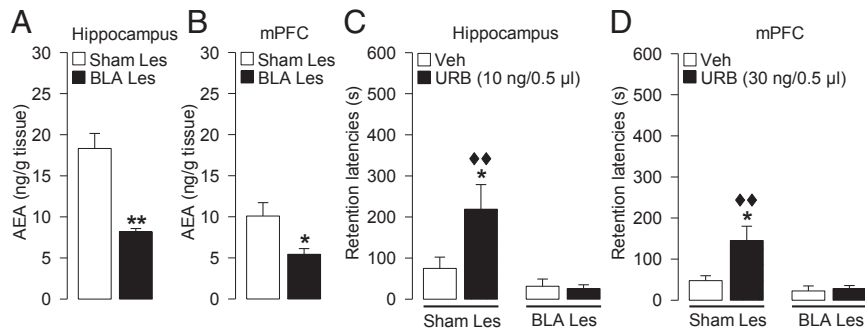 A
Hippocampus
Sham Les
BLA Les
AEA (ng/g tissue)
30
25
20
15
10
5
0
**
B
mPFC
Sham Les
BLA Les
AEA (ng/g tissue)
30
25
20
15
10
5
0
*
C
Hippocampus
Veh
URB (10 ng/0.5 µl)
Retention latencies (s)
600
500
400
300
200
100
0
♦♦
*
Sham Les
BLA Les
D
mPFC
Veh
URB (30 ng/0.5 µl)
Retention latencies (s)
600
500
400
300
200
100
0
♦♦
*
Sham Les
BLA Les